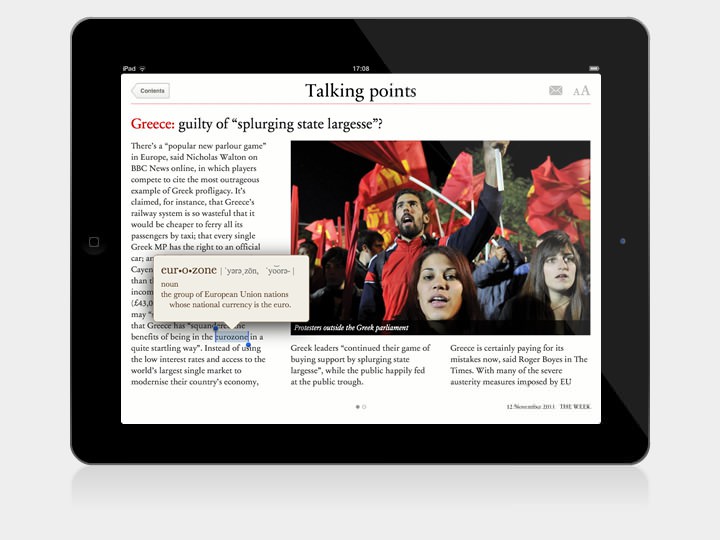 iPad
17:08
Contents
Talking points
AA
Greece: guilty of “splurging state largesse”?
There’s a “popular new parlour game”
in Europe, said Nicholas Walton on
BBC News online, in which players
compete to cite the most outrageous
example of Greek profligacy. It’s
claimed, for instance, that Greece’s
railway system is so wasteful that it
would be cheaper to ferry all its
passengers by taxi; that every single
Greek MP has the right to an official
car; an
Cayen
than t
incom
(£43,0
may “
that Greece has “squandered the
benefits of being in the eurozone in a
quite startling way”. Instead of using
the low interest rates and access to the
world’s largest single market to
modernise their country’s economy,
eur•o•zone | ˈyərəˌzōn, ˈyo͝orə- |
noun
the group of European Union nations
whose national currency is the euro.
Protesters outside the Greek parliament
Greek leaders “continued their game of
buying support by splurging state
largesse”, while the public happily fed
at the public trough.
Greece is certainly paying for its
mistakes now, said Roger Boyes in The
Times. With many of the severe
austerity measures imposed by EU
12 November 2011 | THE WEEK